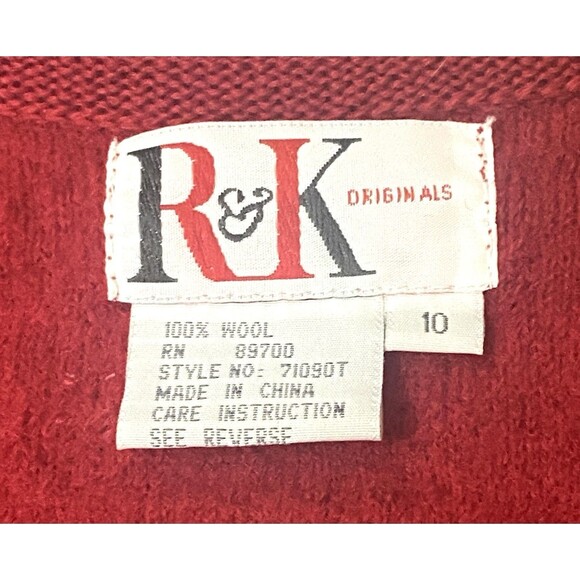 R&K ORIGINALS
10
100% WOOL
RN 89700
STYLE NO: 71090T
MADE IN CHINA
CARE INSTRUCTION
SEE REVERSE